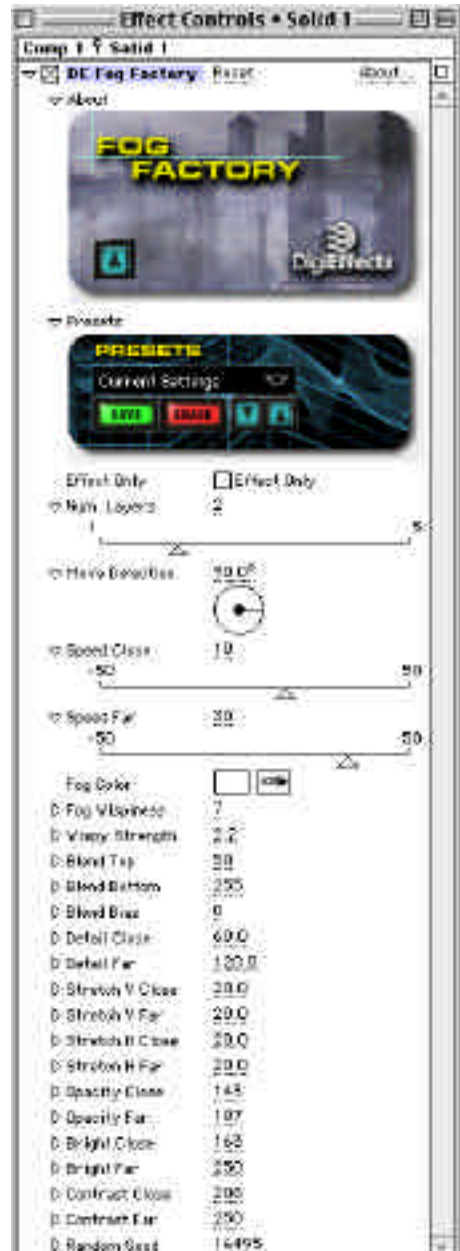 Effect Controls • Solid 1
Comp 1 Solid 1
DE Fog Factory Reset About...
About
FOG
FACTORY
DigiEffects
Presets
PRESETS
Current Settings
SAVE ERASE
Effect Only Effect Only
Num. Layers 2
1 5
Move Direction 90.0°
Speed Close 10
-50 50
Speed Far 30
-50 50
Fog Color
Fog Wispiness 7
Wispy Strength 2.2
Blend Top 50
Blend Bottom 255
Blend Bias 0
Detail Close 60.0
Detail Far 120.0
Stretch V Close 20.0
Stretch V Far 20.0
Stretch H Close 20.0
Stretch H Far 20.0
Opacity Close
Opacity Far
Bright Close
Bright Far 250
Contrast Close
Contrast Far 250
Random Seed 16495